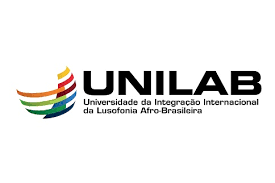 UNILAB
Universidade da Integração Internacional
da Lusofonia Afro-Brasileira